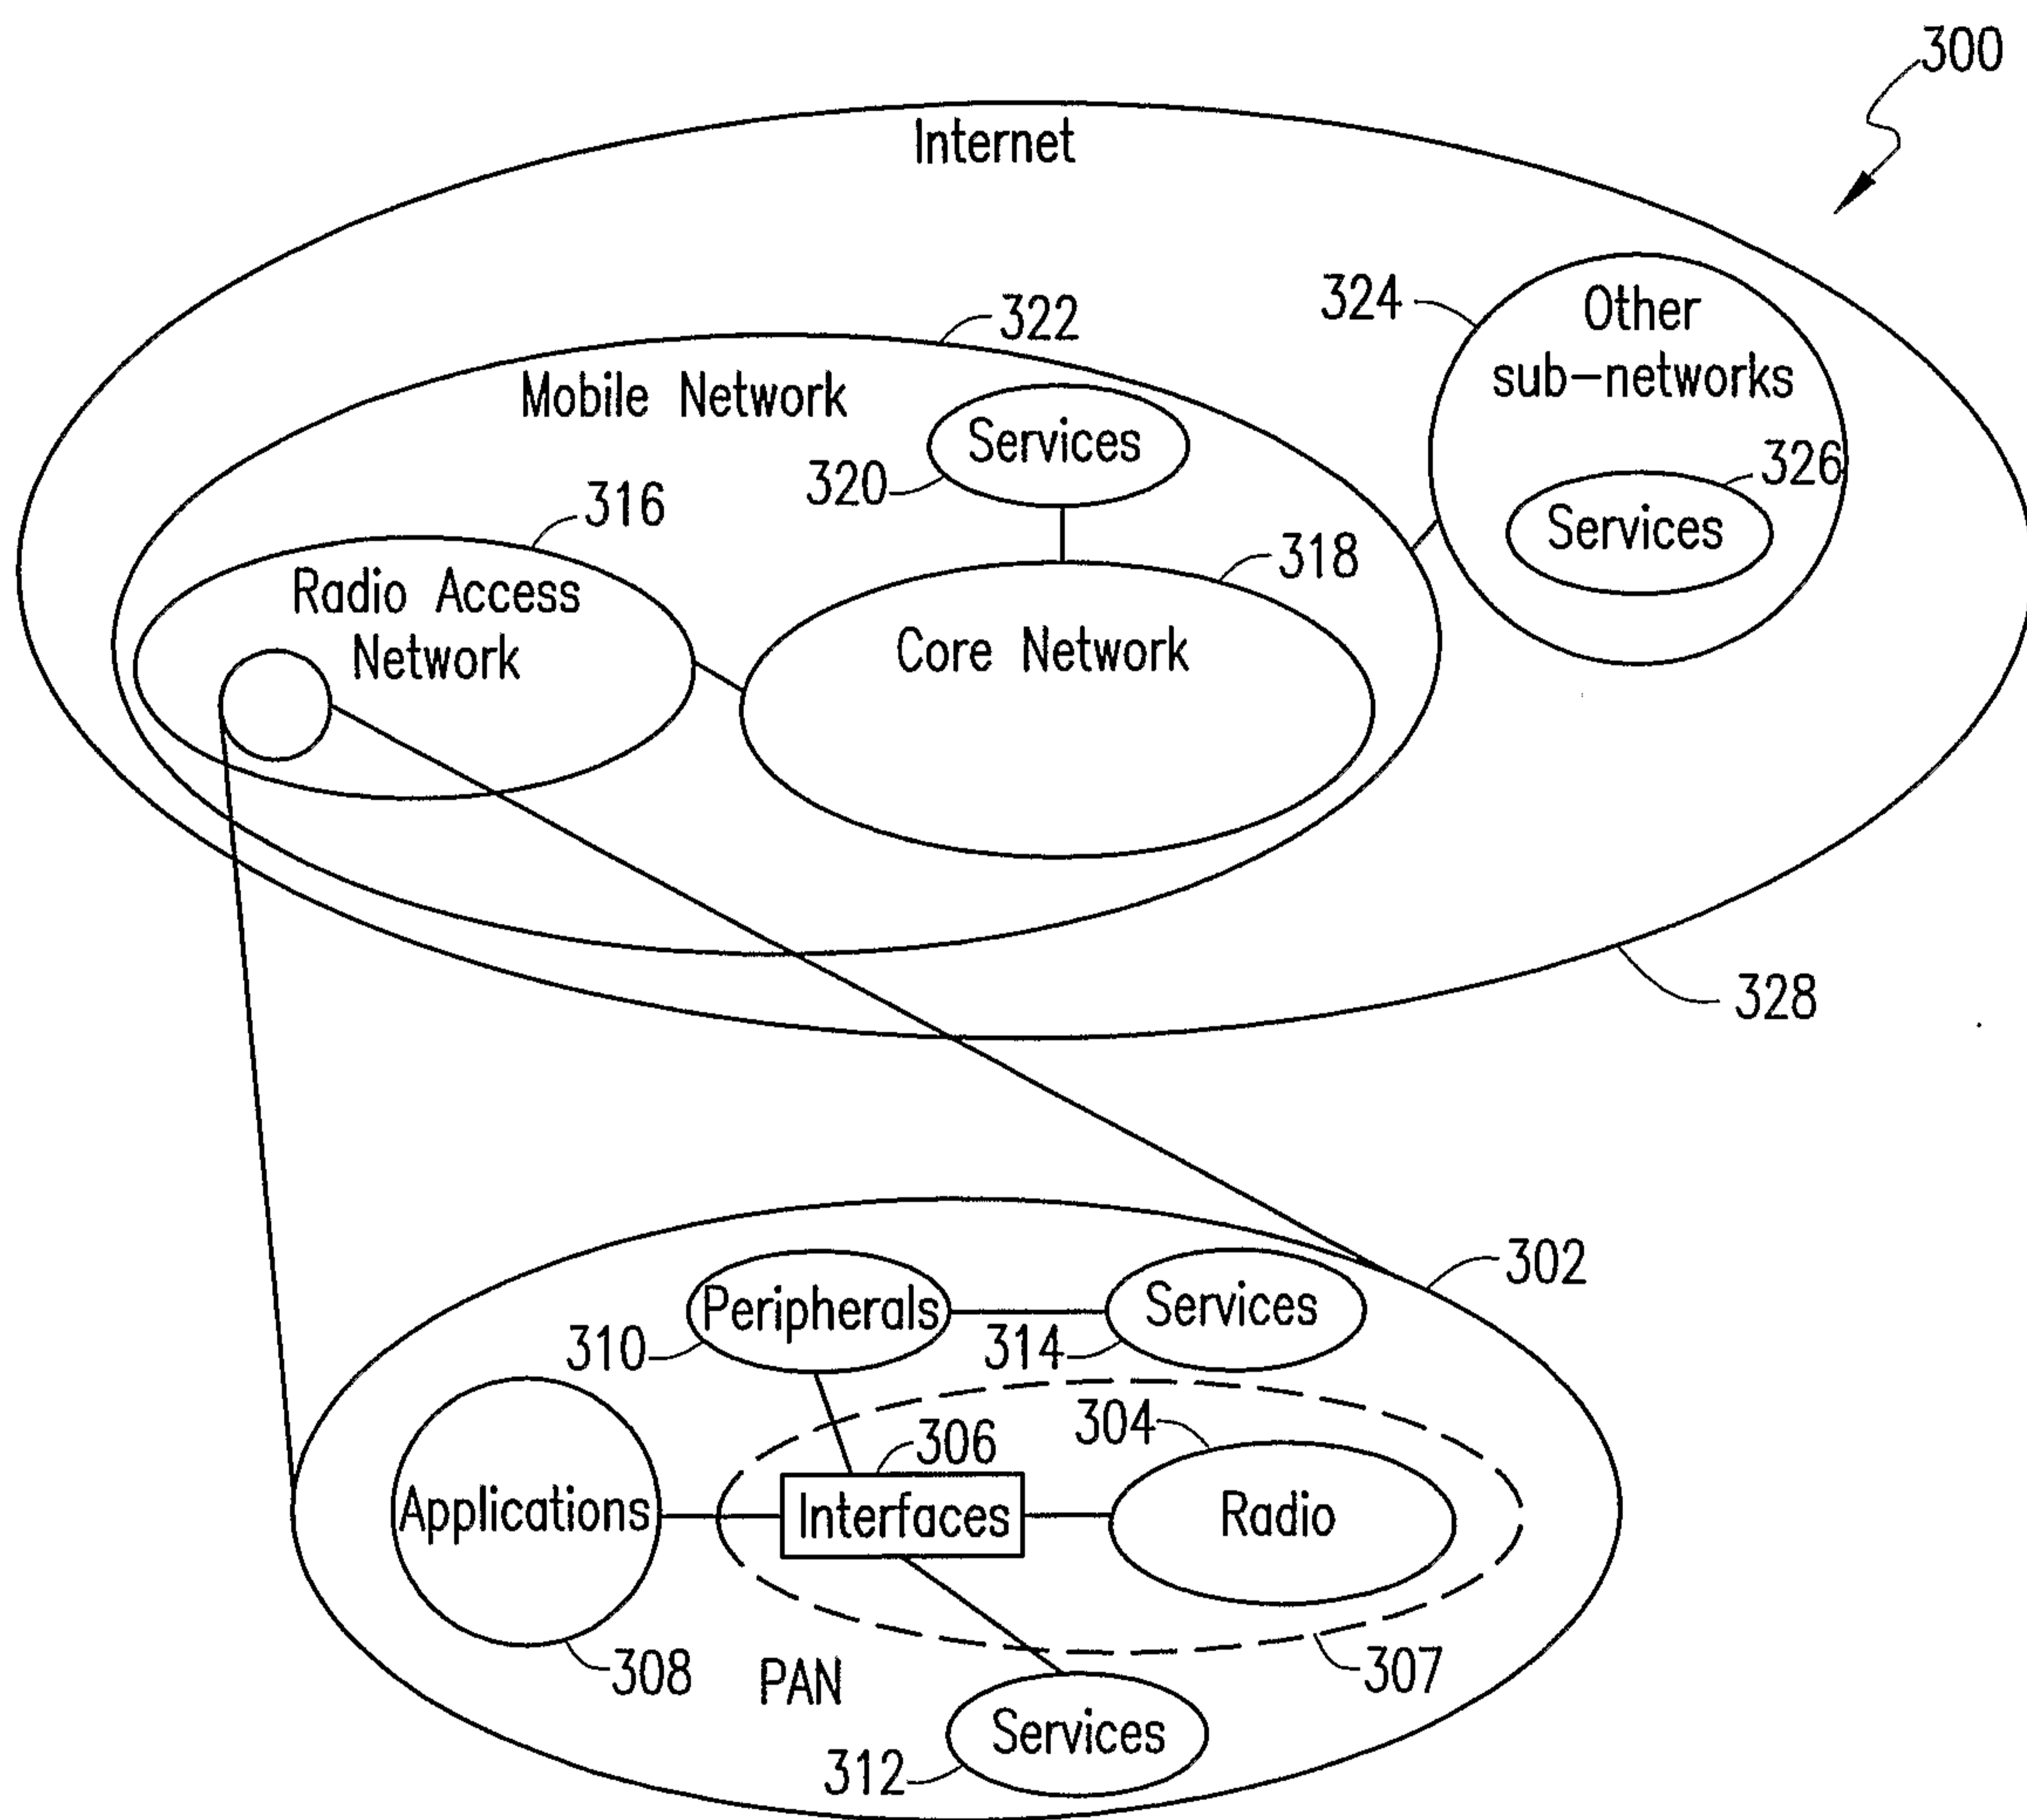 300
Internet
322
324
Other
sub-networks
Mobile Network
Services
320
326
Services
316
318
Radio Access
Network
Core Network
328
302
Peripherals
Services
310
314
304
306
Applications
Interfaces
Radio
308
PAN
307
Services
312